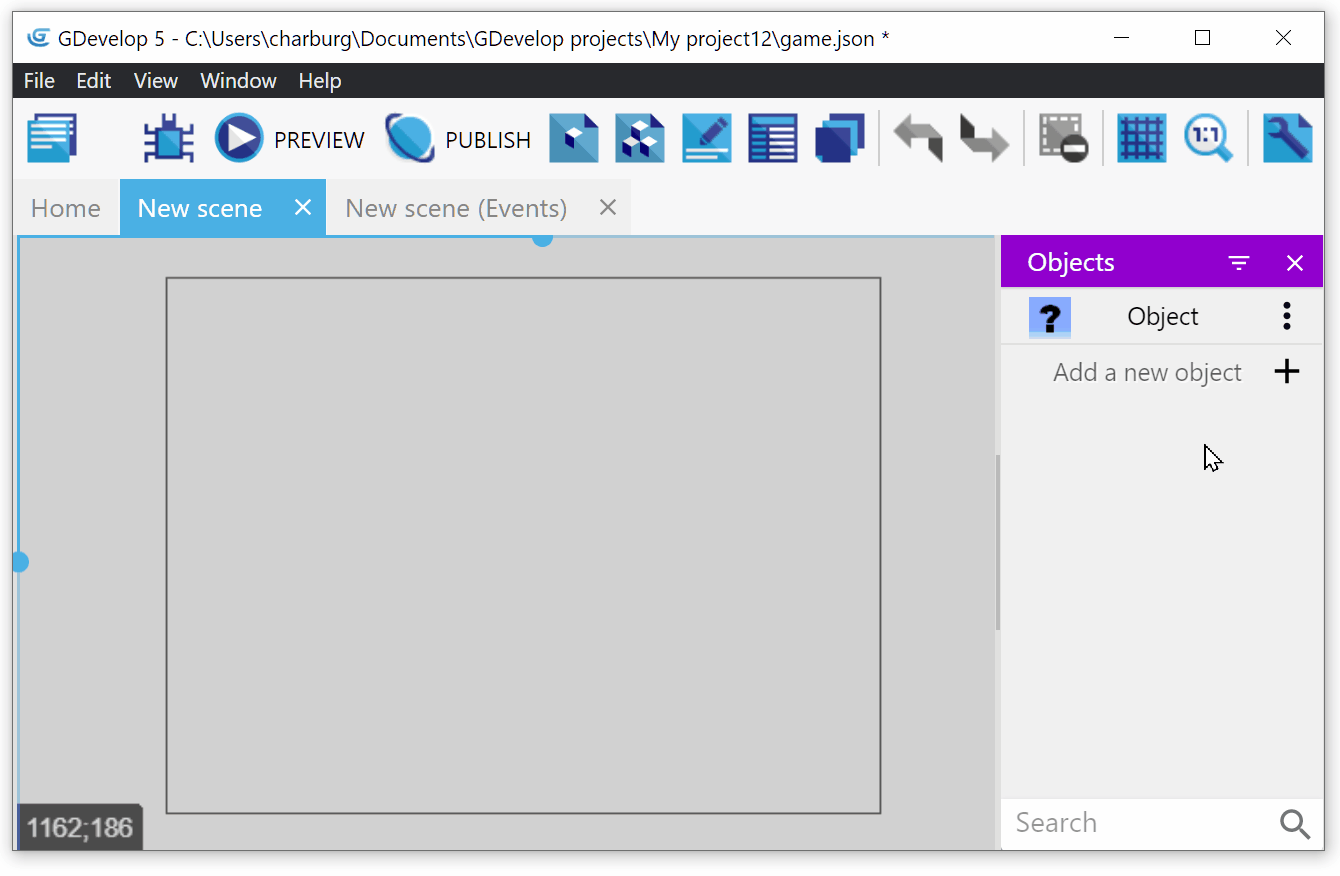 GDevelop 5 - C:\Users\charburg\Documents\GDevelop projects\My project12\game.json *
File Edit View Window Help
PREVIEW PUBLISH 1:1
Home New scene New scene (Events)
Objects
? Object
Add a new object
1162;186
Search